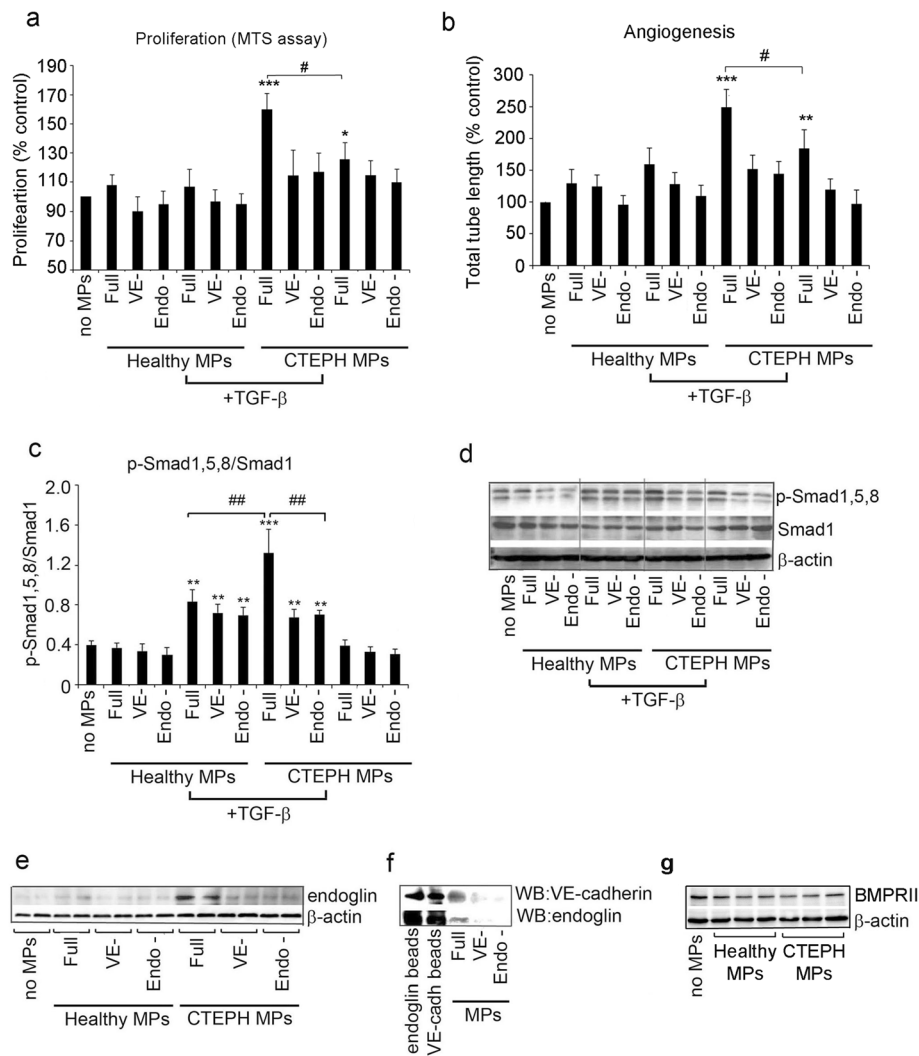 a
Proliferation (MTS assay)
Prolifeartion (% control)
190
170
150
130
110
90
70
50
***
#
*
no MPs
Full
VE-
Endo -
Full
VE-
Endo -
Full
VE-
Endo -
Full
VE-
Endo -
Healthy MPs
CTEPH MPs
+TGF-β
b
Angiogenesis
Total tube length (% control)
300
250
200
150
100
50
0
***
#
**
no MPs
Full
VE-
Endo -
Full
VE-
Endo -
Full
VE-
Endo -
Full
VE-
Endo -
Healthy MPs
CTEPH MPs
+TGF-β
c
p-Smad1,5,8/Smad1
p-Smad1,5,8/Smad1
2.0
1.6
1.2
0.8
0.4
0
##
##
***
**
**
**
**
**
no MPs
Full
VE-
Endo -
Full
VE-
Endo -
Full
VE-
Endo -
Full
VE-
Endo -
Healthy MPs
CTEPH MPs
+TGF-β
d
p-Smad1,5,8
Smad1
β-actin
no MPs
Full
VE-
Endo -
Full
VE-
Endo -
Full
VE-
Endo -
Full
VE-
Endo -
Healthy MPs
CTEPH MPs
+TGF-β
e
endoglin
β-actin
no MPs
Full
VE-
Endo -
Full
VE-
Endo -
Healthy MPs
CTEPH MPs
f
WB:VE-cadherin
WB:endoglin
endoglin beads
VE-cadh beads
Full
VE-
Endo -
MPs
g
BMPRII
β-actin
no MPs
Healthy
MPs
CTEPH
MPs